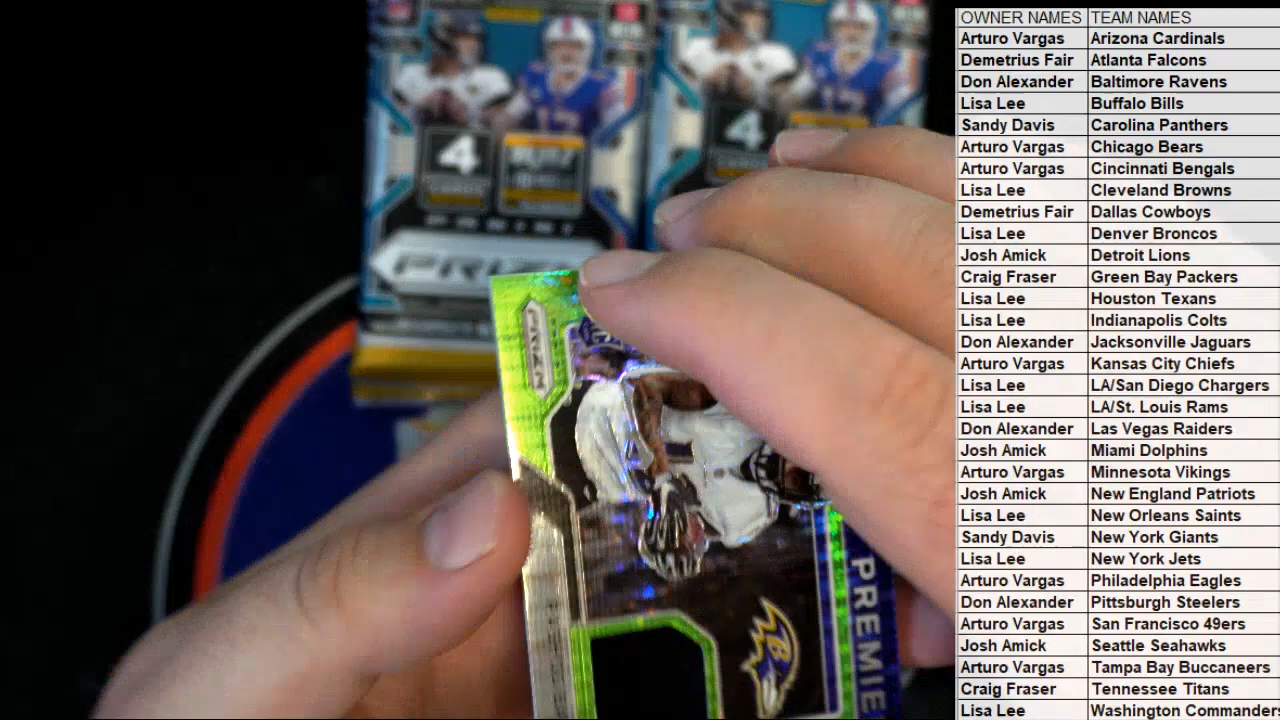 OWNER NAMES TEAM NAMES
Arturo Vargas Arizona Cardinals
Demetrius Fair Atlanta Falcons
Don Alexander Baltimore Ravens
Lisa Lee Buffalo Bills
Sandy Davis Carolina Panthers
Arturo Vargas Chicago Bears
Arturo Vargas Cincinnati Bengals
Lisa Lee Cleveland Browns
Demetrius Fair Dallas Cowboys
Lisa Lee Denver Broncos
Josh Amick Detroit Lions
Craig Fraser Green Bay Packers
Lisa Lee Houston Texans
Lisa Lee Indianapolis Colts
Don Alexander Jacksonville Jaguars
Arturo Vargas Kansas City Chiefs
Lisa Lee LA/San Diego Chargers
Lisa Lee LA/St. Louis Rams
Don Alexander Las Vegas Raiders
Josh Amick Miami Dolphins
Arturo Vargas Minnesota Vikings
Josh Amick New England Patriots
Lisa Lee New Orleans Saints
Sandy Davis New York Giants
Lisa Lee New York Jets
Arturo Vargas Philadelphia Eagles
Don Alexander Pittsburgh Steelers
Arturo Vargas San Francisco 49ers
Josh Amick Seattle Seahawks
Arturo Vargas Tampa Bay Buccaneers
Craig Fraser Tennessee Titans
Lisa Lee Washington Commanders
4
4
PRIZM
PREMIE